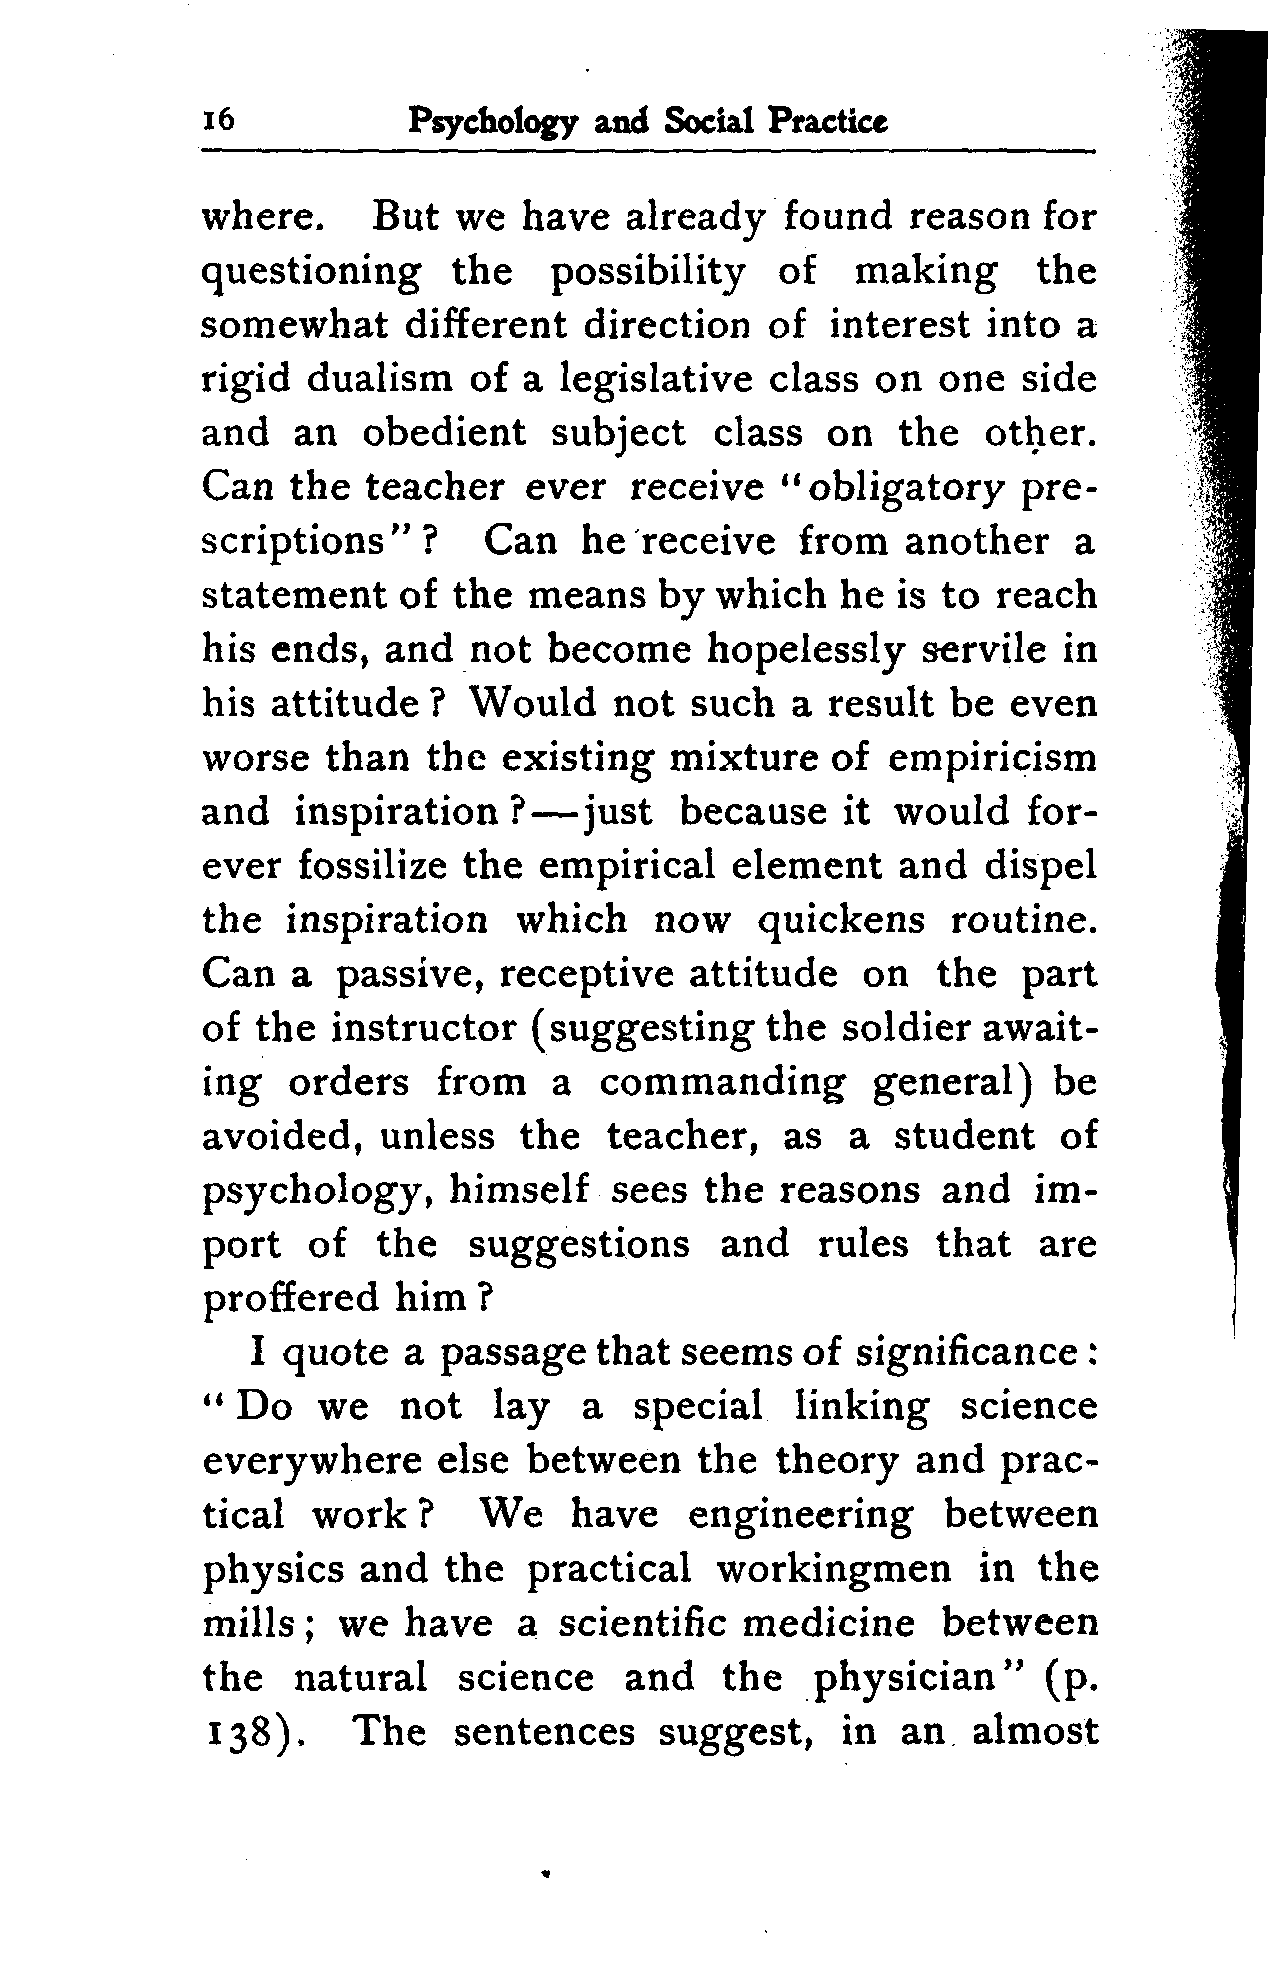 16 Psychology and Social Practice
where. But we have already found reason for
questioning the possibility of making the
somewhat different direction of interest into a
rigid dualism of a legislative class on one side
and an obedient subject class on the other.
Can the teacher ever receive "obligatory pre-
scriptions"? Can he receive from another a
statement of the means by which he is to reach
his ends, and not become hopelessly servile in
his attitude? Would not such a result be even
worse than the existing mixture of empiricism
and inspiration?—just because it would for-
ever fossilize the empirical element and dispel
the inspiration which now quickens routine.
Can a passive, receptive attitude on the part
of the instructor (suggesting the soldier await-
ing orders from a commanding general) be
avoided, unless the teacher, as a student of
psychology, himself sees the reasons and im-
port of the suggestions and rules that are
proffered him?
I quote a passage that seems of significance:
"Do we not lay a special linking science
everywhere else between the theory and prac-
tical work? We have engineering between
physics and the practical workingmen in the
mills; we have a scientific medicine between
the natural science and the physician" (p.
138). The sentences suggest, in an almost